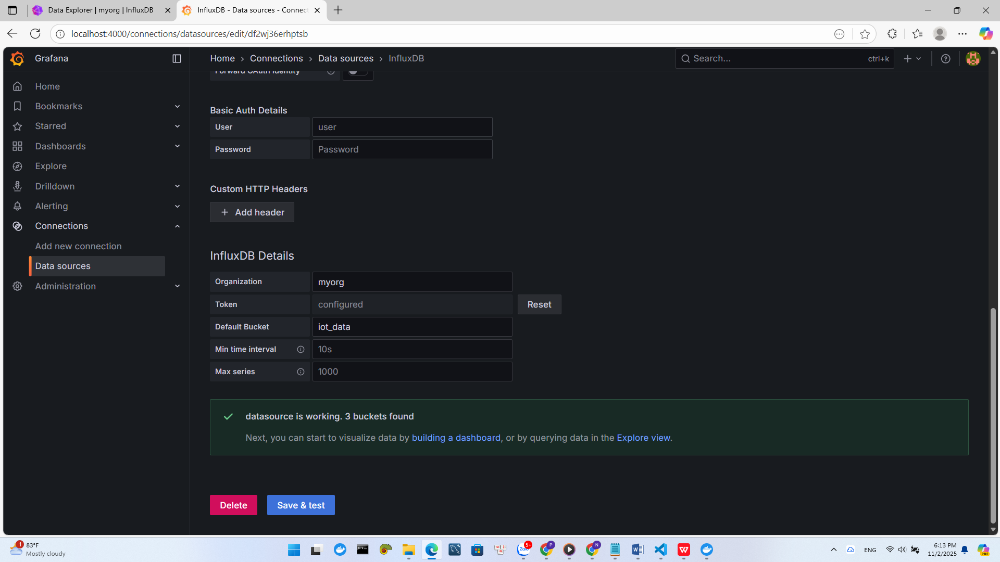 Data Explorer | myorg | InfluxDB
InfluxDB - Data sources - Connect
localhost:4000/connections/datasources/edit/df2wj36erhptsb
Grafana
Home › Connections › Data sources › InfluxDB
Search...
ctrl+k
Home
Bookmarks
Starred
Dashboards
Explore
Drilldown
Alerting
Connections
Add new connection
Data sources
Administration
Forward OAuth Identity
Basic Auth Details
User
user
Password
Password
Custom HTTP Headers
+ Add header
InfluxDB Details
Organization
myorg
Token
configured
Reset
Default Bucket
iot_data
Min time interval
10s
Max series
1000
datasource is working. 3 buckets found
Next, you can start to visualize data by building a dashboard, or by querying data in the Explore view.
Delete
Save & test
1
83°F
Mostly cloudy
Zalo
5+
P
N
W
ENG
6:13 PM
11/2/2025
PRE